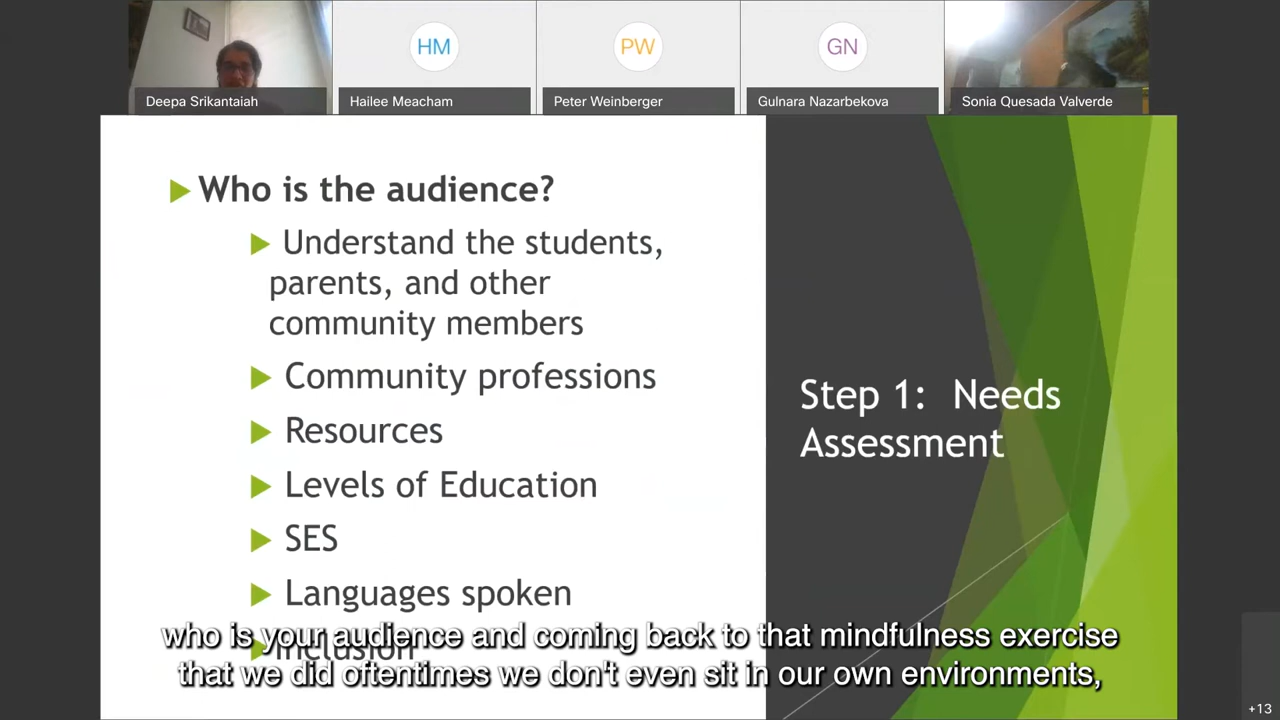 HM
PW
GN
Deepa Srikantaiah
Hailee Meacham
Peter Weinberger
Gulnara Nazarbekova
Sonia Quesada Valverde
Who is the audience?
Understand the students,
parents, and other
community members
Community professions
Resources
Levels of Education
SES
Languages spoken
Inclusion
Step 1: Needs
Assessment
who is your audience and coming back to that mindfulness exercise
that we did oftentimes we don't even sit in our own environments,
+13